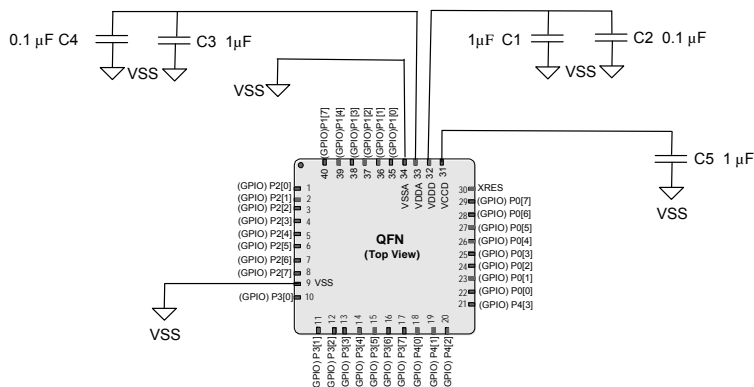 0.1 µF C4
C3 1µF
VSS
VSS
1µF C1
C2 0.1 µF
VSS
C5 1 µF
VSS
(GPIO)P1[7]
(GPIO)P1[4]
(GPIO)P1[3]
(GPIO)P1[2]
(GPIO)P1[1]
(GPIO)P1[0]
40
39
38
37
36
35
34
33
32
31
VSSA
VDDA
VDDD
VCCD
(GPIO) P2[0] 1
(GPIO) P2[1] 2
(GPIO) P2[2] 3
(GPIO) P2[3] 4
(GPIO) P2[4] 5
(GPIO) P2[5] 6
(GPIO) P2[6] 7
(GPIO) P2[7] 8
9 VSS
(GPIO) P3[0] 10
VSS
QFN
(Top View)
30 XRES
29 (GPIO) P0[7]
28 (GPIO) P0[6]
27 (GPIO) P0[5]
26 (GPIO) P0[4]
25 (GPIO) P0[3]
24 (GPIO) P0[2]
23 (GPIO) P0[1]
22 (GPIO) P0[0]
21 (GPIO) P4[3]
11
12
13
14
15
16
17
18
19
20
GPIO) P3[1]
GPIO) P3[2]
GPIO) P3[3]
GPIO) P3[4]
GPIO) P3[5]
GPIO) P3[6]
GPIO) P3[7]
GPIO) P4[0]
GPIO) P4[1]
GPIO) P4[2]